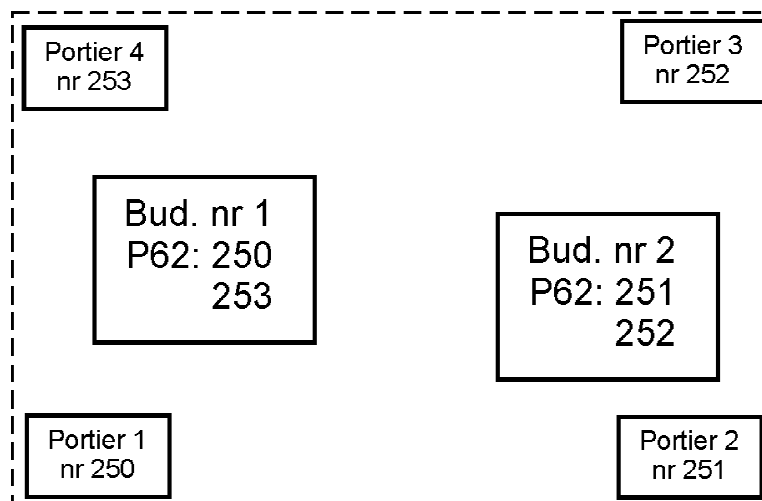 Portier 4
nr 253
Portier 3
nr 252
Bud. nr 1
P62: 250
253
Bud. nr 2
P62: 251
252
Portier 1
nr 250
Portier 2
nr 251